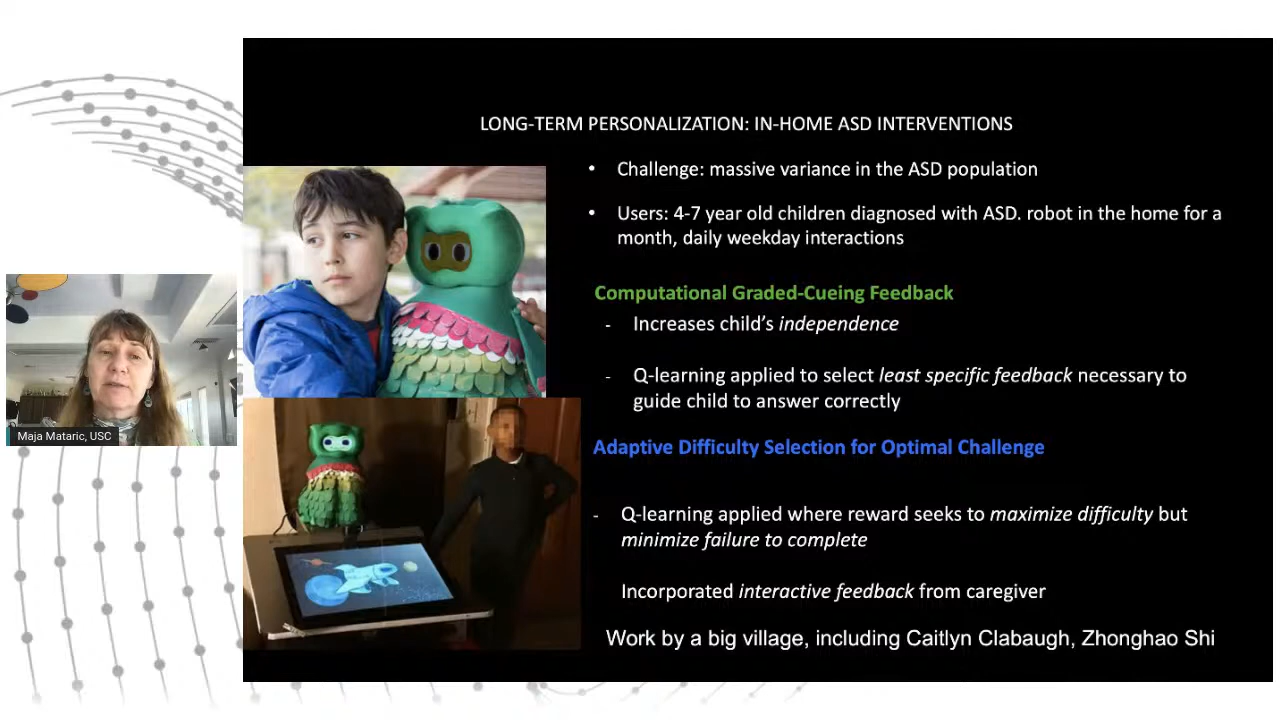 LONG-TERM PERSONALIZATION: IN-HOME ASD INTERVENTIONS
• Challenge: massive variance in the ASD population
• Users: 4-7 year old children diagnosed with ASD. robot in the home for a
month, daily weekday interactions
Computational Graded-Cueing Feedback
- Increases child's independence
- Q-learning applied to select least specific feedback necessary to
guide child to answer correctly
Maja Mataric, USC
Adaptive Difficulty Selection for Optimal Challenge
- Q-learning applied where reward seeks to maximize difficulty but
minimize failure to complete
Incorporated interactive feedback from caregiver
Work by a big village, including Caitlyn Clabaugh, Zhonghao Shi